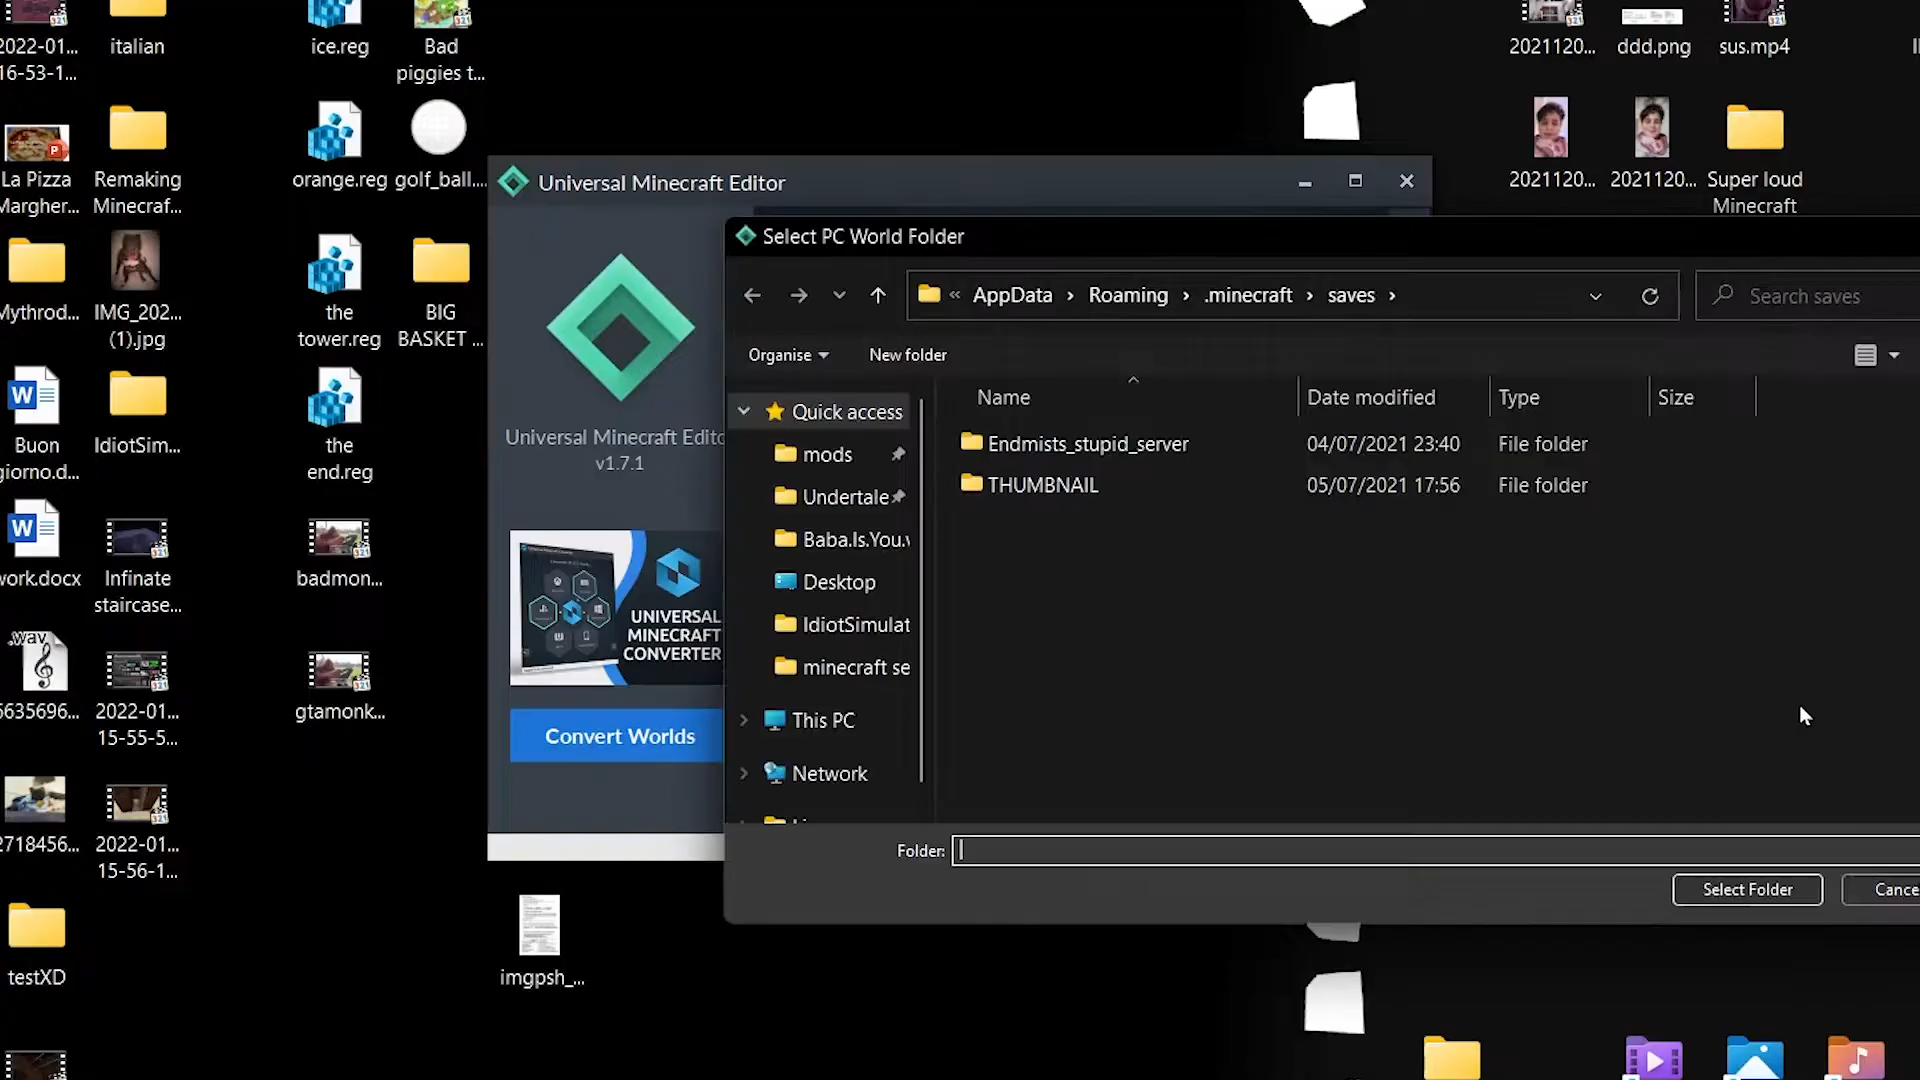 2022-01...
16-53-1...
italian
ice.reg
Bad
piggies t...
2021120...
ddd.png
sus.mp4
La Pizza
Margher...
Remaking
Minecraf...
orange.reg
golf_ball....
2021120...
2021120...
Super loud
Minecraft
Mythrod...
IMG_202...
(1).jpg
the
tower.reg
BIG
BASKET ...
Buon
giorno.d...
IdiotSim...
the
end.reg
work.docx
Infinate
staircase...
badmon...
.wav
5635696...
2022-01...
15-55-5...
gtamonk...
2718456...
2022-01...
15-56-1...
testXD
imgpsh_...
Universal Minecraft Editor
Universal Minecraft Edito
v1.7.1
UNIVERSAL
MINECRAFT
CONVERTER
Convert Worlds
Select PC World Folder
« AppData › Roaming › .minecraft › saves ›
Search saves
Organise
New folder
Name
Date modified
Type
Size
Quick access
mods
Undertale
Baba.Is.You.v
Desktop
IdiotSimulat
minecraft se
This PC
Network
Endmists_stupid_server
04/07/2021 23:40
File folder
THUMBNAIL
05/07/2021 17:56
File folder
Folder:
Select Folder
Cance